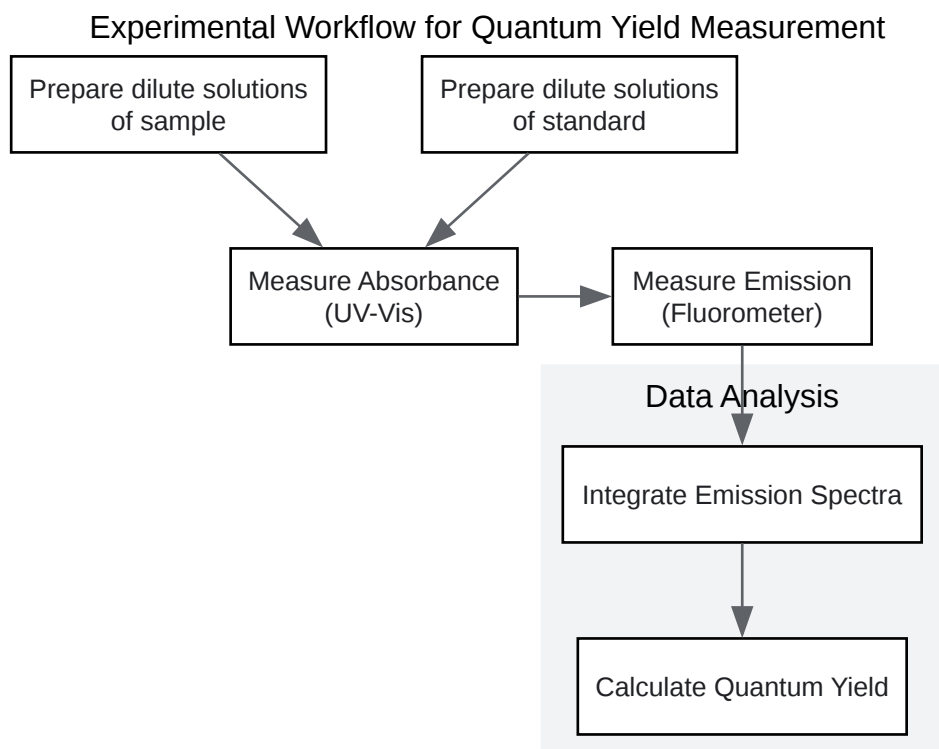 Experimental Workflow for Quantum Yield Measurement
Prepare dilute solutions
of sample
Prepare dilute solutions
of standard
Measure Absorbance
(UV-Vis)
Measure Emission
(Fluorometer)
Data Analysis
Integrate Emission Spectra
Calculate Quantum Yield